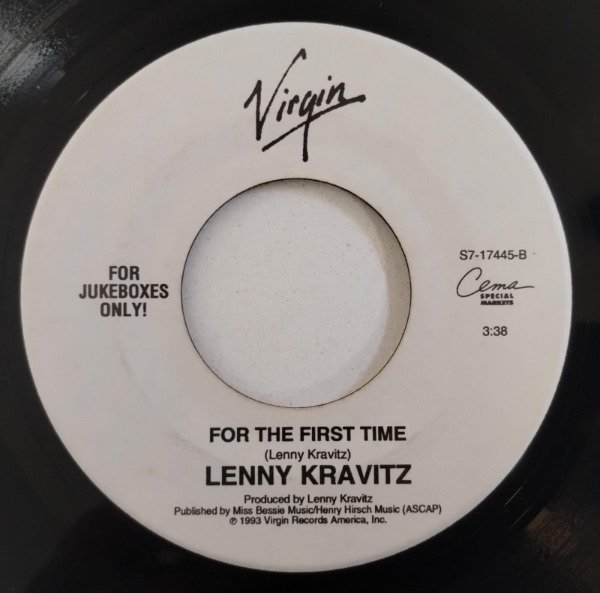 Virgin
FOR
JUKEBOXES
ONLY!
S7-17445-B
Cema
SPECIAL
MARKETS
3:38
FOR THE FIRST TIME
(Lenny Kravitz)
LENNY KRAVITZ
Produced by Lenny Kravitz
Published by Miss Bessie Music/Henry Hirsch Music (ASCAP)
℗ 1993 Virgin Records America, Inc.